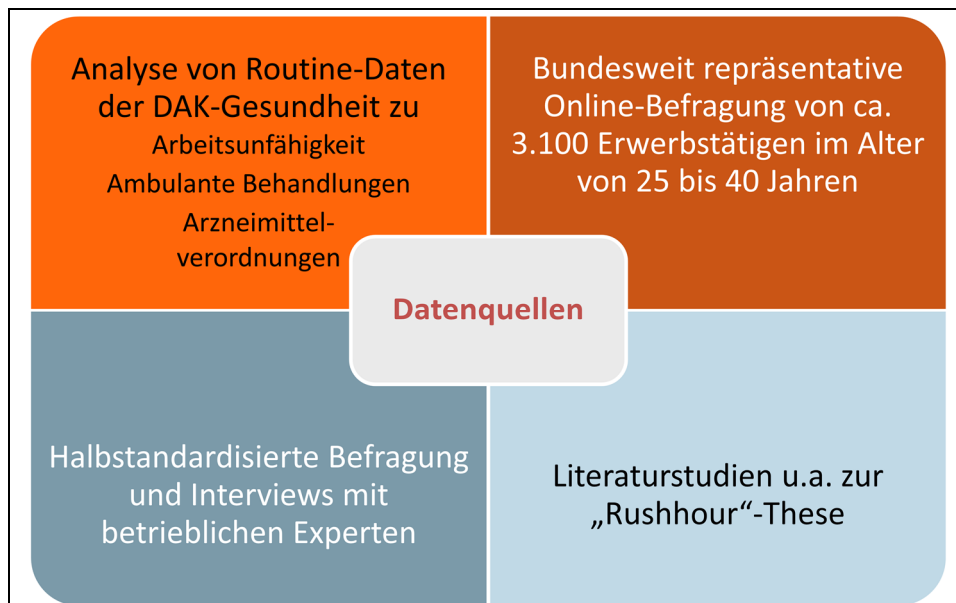 Analyse von Routine-Daten
der DAK-Gesundheit zu
Arbeitsunfähigkeit
Ambulante Behandlungen
Arzneimittel-
verordnungen
Bundesweit repräsentative
Online-Befragung von ca.
3.100 Erwerbstätigen im Alter
von 25 bis 40 Jahren
Datenquellen
Halbstandardisierte Befragung
und Interviews mit
betrieblichen Experten
Literaturstudien u.a. zur
„Rushhour“-These